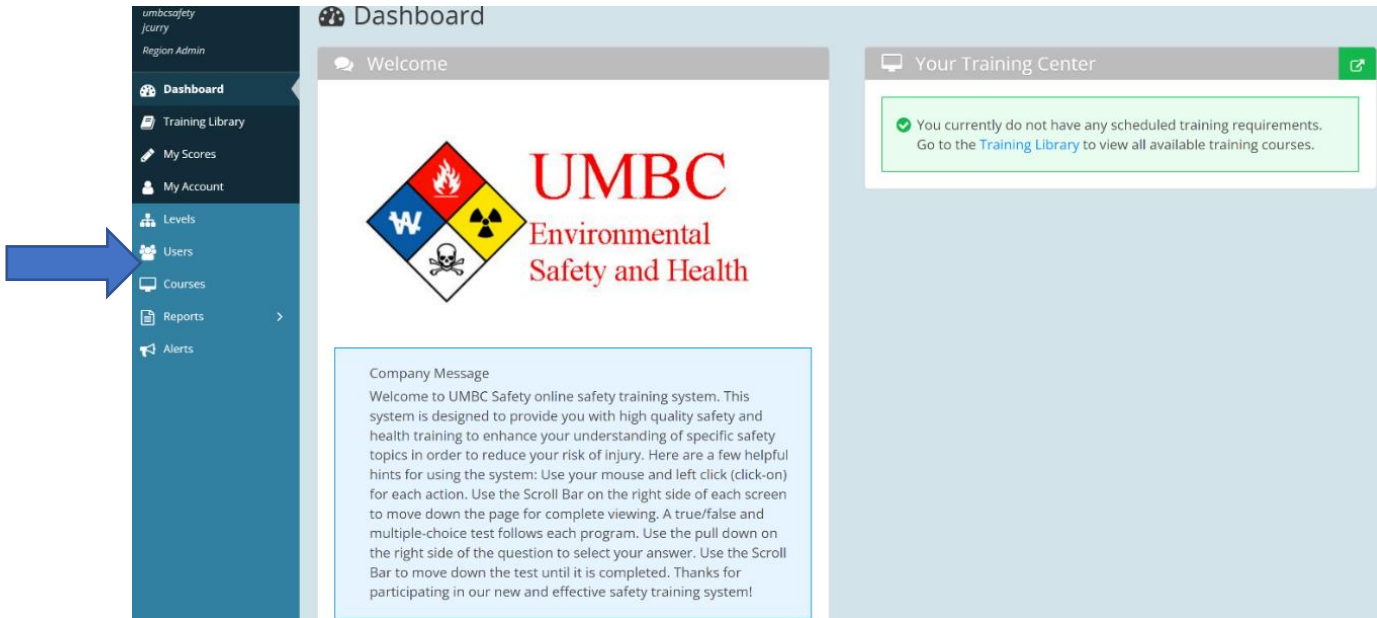 umbcsafety
jcurry
Region Admin
Dashboard
Training Library
My Scores
My Account
Levels
Users
Courses
Reports
Alerts
Dashboard
Welcome
UMBC
Environmental
Safety and Health
W
Company Message
Welcome to UMBC Safety online safety training system. This
system is designed to provide you with high quality safety and
health training to enhance your understanding of specific safety
topics in order to reduce your risk of injury. Here are a few helpful
hints for using the system: Use your mouse and left click (click-on)
for each action. Use the Scroll Bar on the right side of each screen
to move down the page for complete viewing. A true/false and
multiple-choice test follows each program. Use the pull down on
the right side of the question to select your answer. Use the Scroll
Bar to move down the test until it is completed. Thanks for
participating in our new and effective safety training system!
Your Training Center
You currently do not have any scheduled training requirements.
Go to the Training Library to view all available training courses.